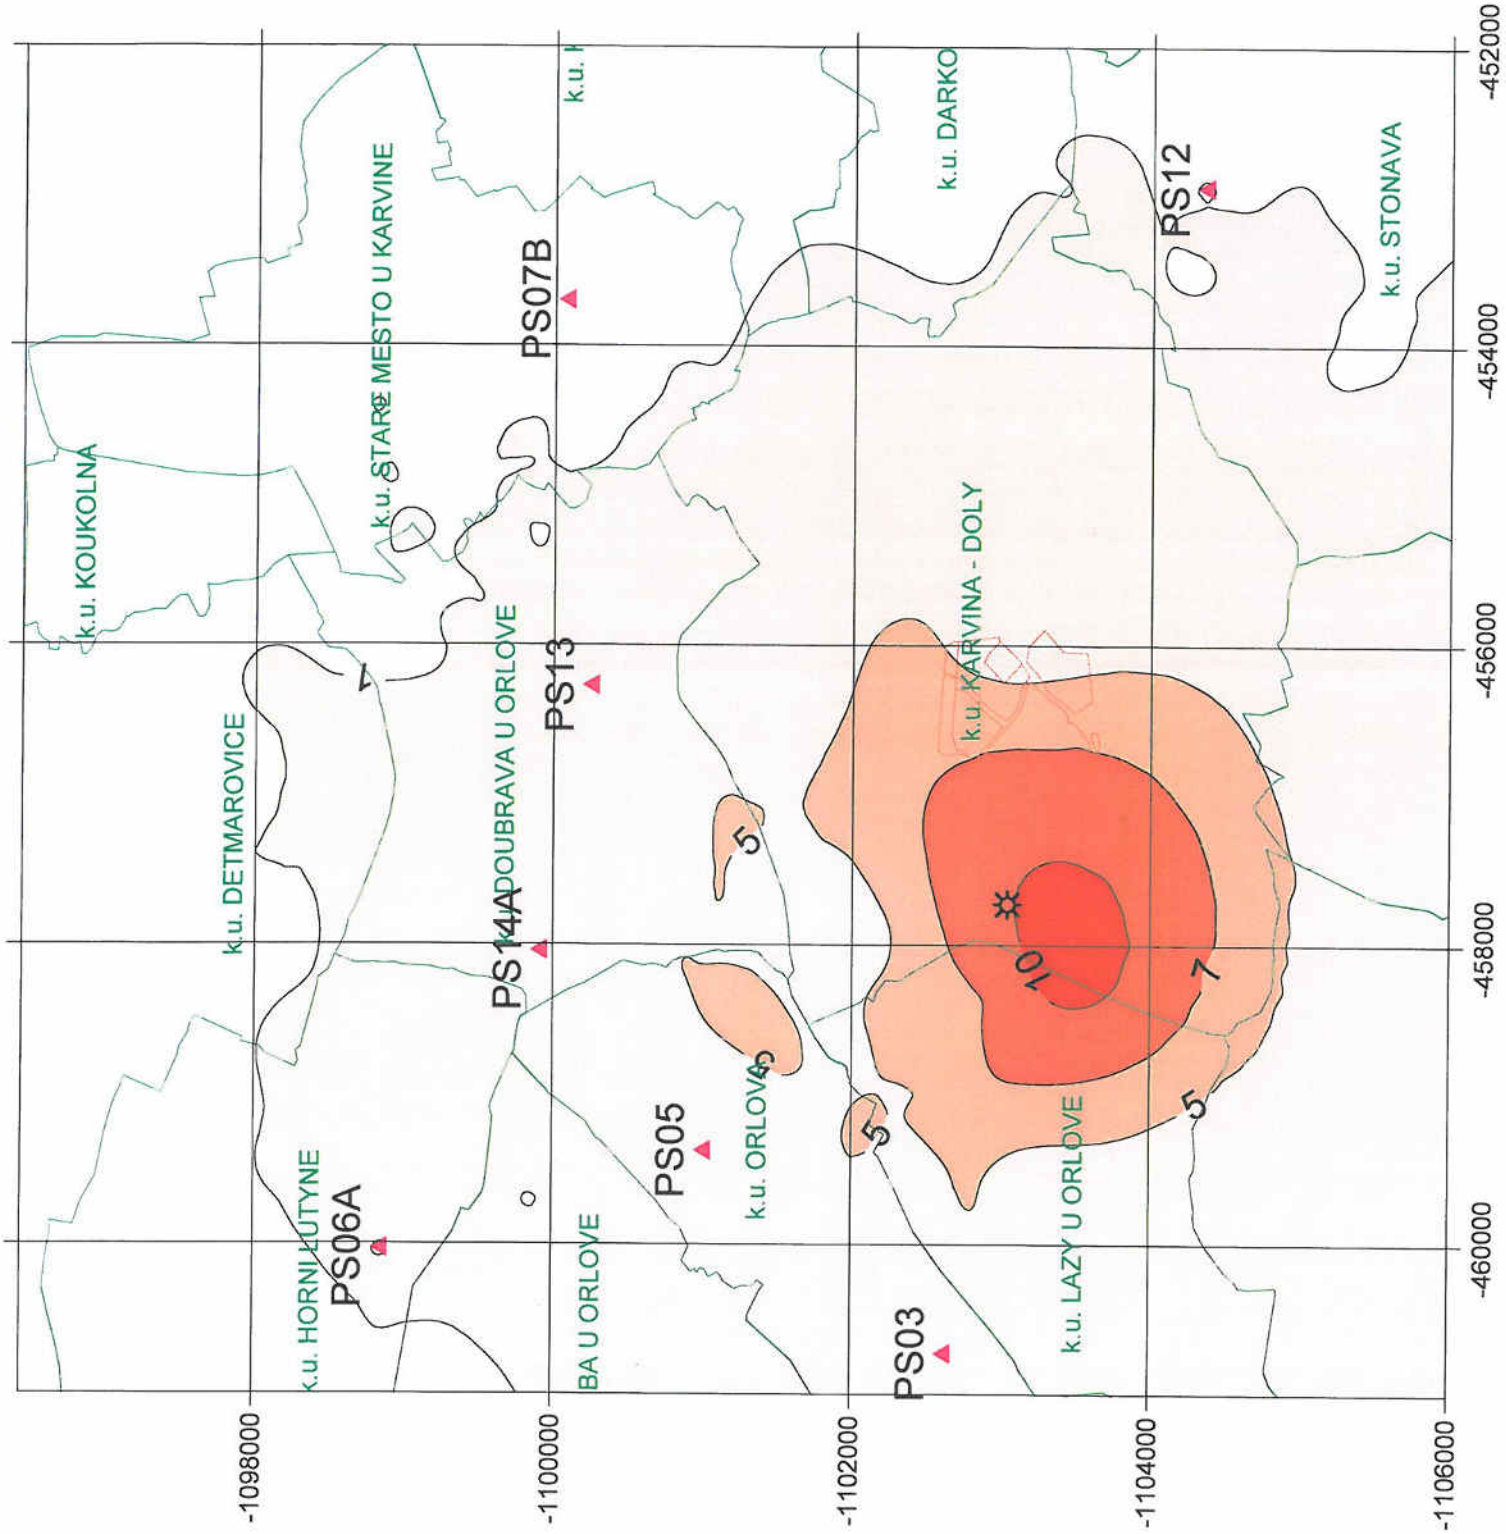 -1098000
-1100000
-1102000
-1104000
-1106000
-452000
-454000
-456000
-458000
-460000
k.u. KOUKOLNA
k.u. STARE MESTO U KARVINE
k.u. DETMAROVICE
k.u. HORNI LUTYNE
k.u. DOUBRAVA U ORLOVE
BA U ORLOVE
k.u. ORLOVA
k.u. LAZY U ORLOVE
k.u. KARVINA - DOLY
k.u. DARKO
k.u. STONAVA
k.u.
PS07B
PS12
PS13
PS14A
PS06A
PS05
PS03
1
5
5
5
5
7
10